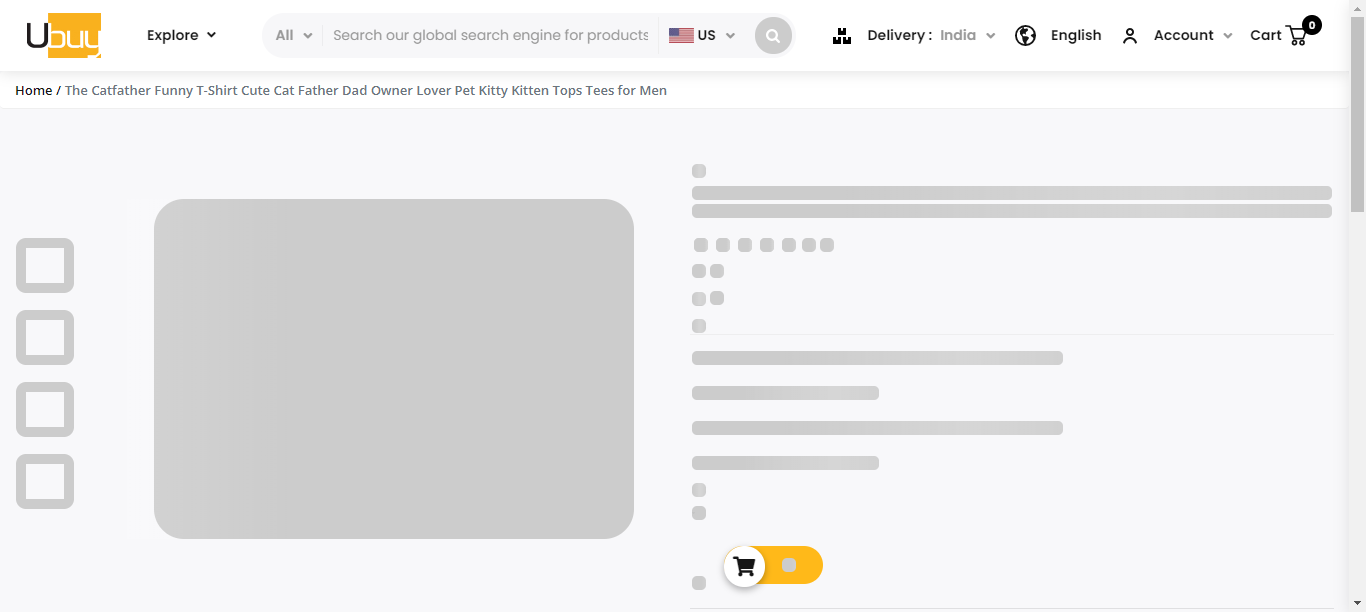 Ubuy Explore All Search our global search engine for products US Delivery : India English Account Cart 0
Home / The Catfather Funny T-Shirt Cute Cat Father Dad Owner Lover Pet Kitty Kitten Tops Tees for Men